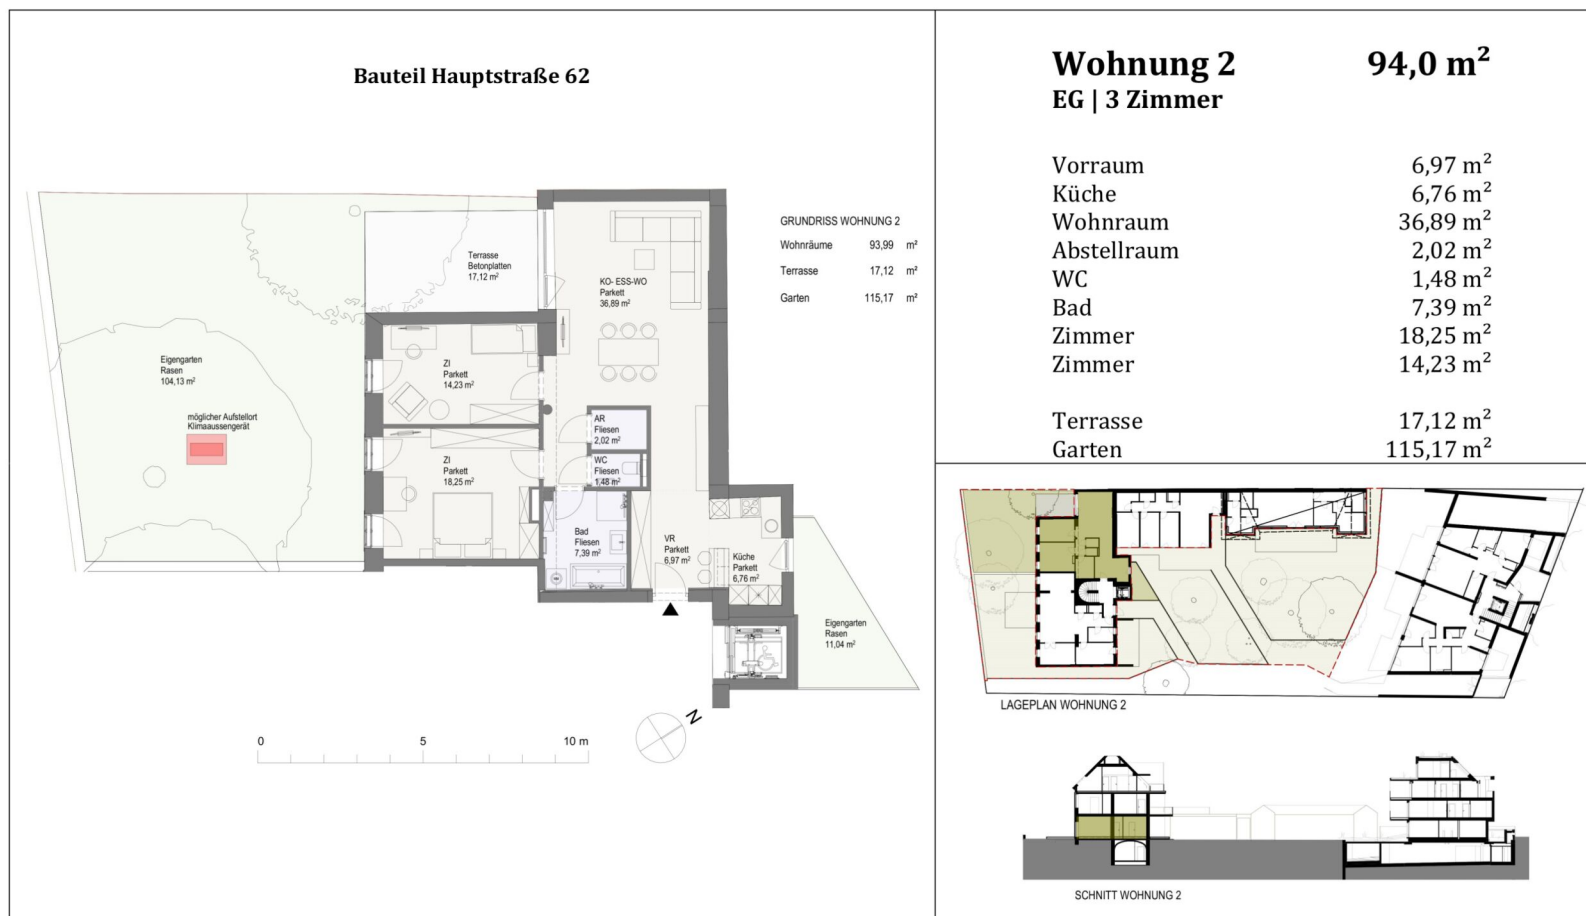 Bauteil Hauptstraße 62
Terrasse
Betonplatten
17,12 m²
KO- ESS-WO
Parkett
36,89 m²
ZI
Parkett
14,23 m²
Eigengarten
Rasen
104,13 m²
möglicher Aufstellort
Klimaaussengerät
AR
Fliesen
2,02 m²
WC
Fliesen
1,48 m²
ZI
Parkett
18,25 m²
Bad
Fliesen
7,39 m²
VR
Parkett
6,97 m²
Küche
Parkett
6,76 m²
Eigengarten
Rasen
11,04 m²
0 5 10 m
N
GRUNDRISS WOHNUNG 2
Wohnräume 93,99 m²
Terrasse 17,12 m²
Garten 115,17 m²
Wohnung 2 94,0 m²
EG | 3 Zimmer
Vorraum 6,97 m²
Küche 6,76 m²
Wohnraum 36,89 m²
Abstellraum 2,02 m²
WC 1,48 m²
Bad 7,39 m²
Zimmer 18,25 m²
Zimmer 14,23 m²
Terrasse 17,12 m²
Garten 115,17 m²
LAGEPLAN WOHNUNG 2
SCHNITT WOHNUNG 2